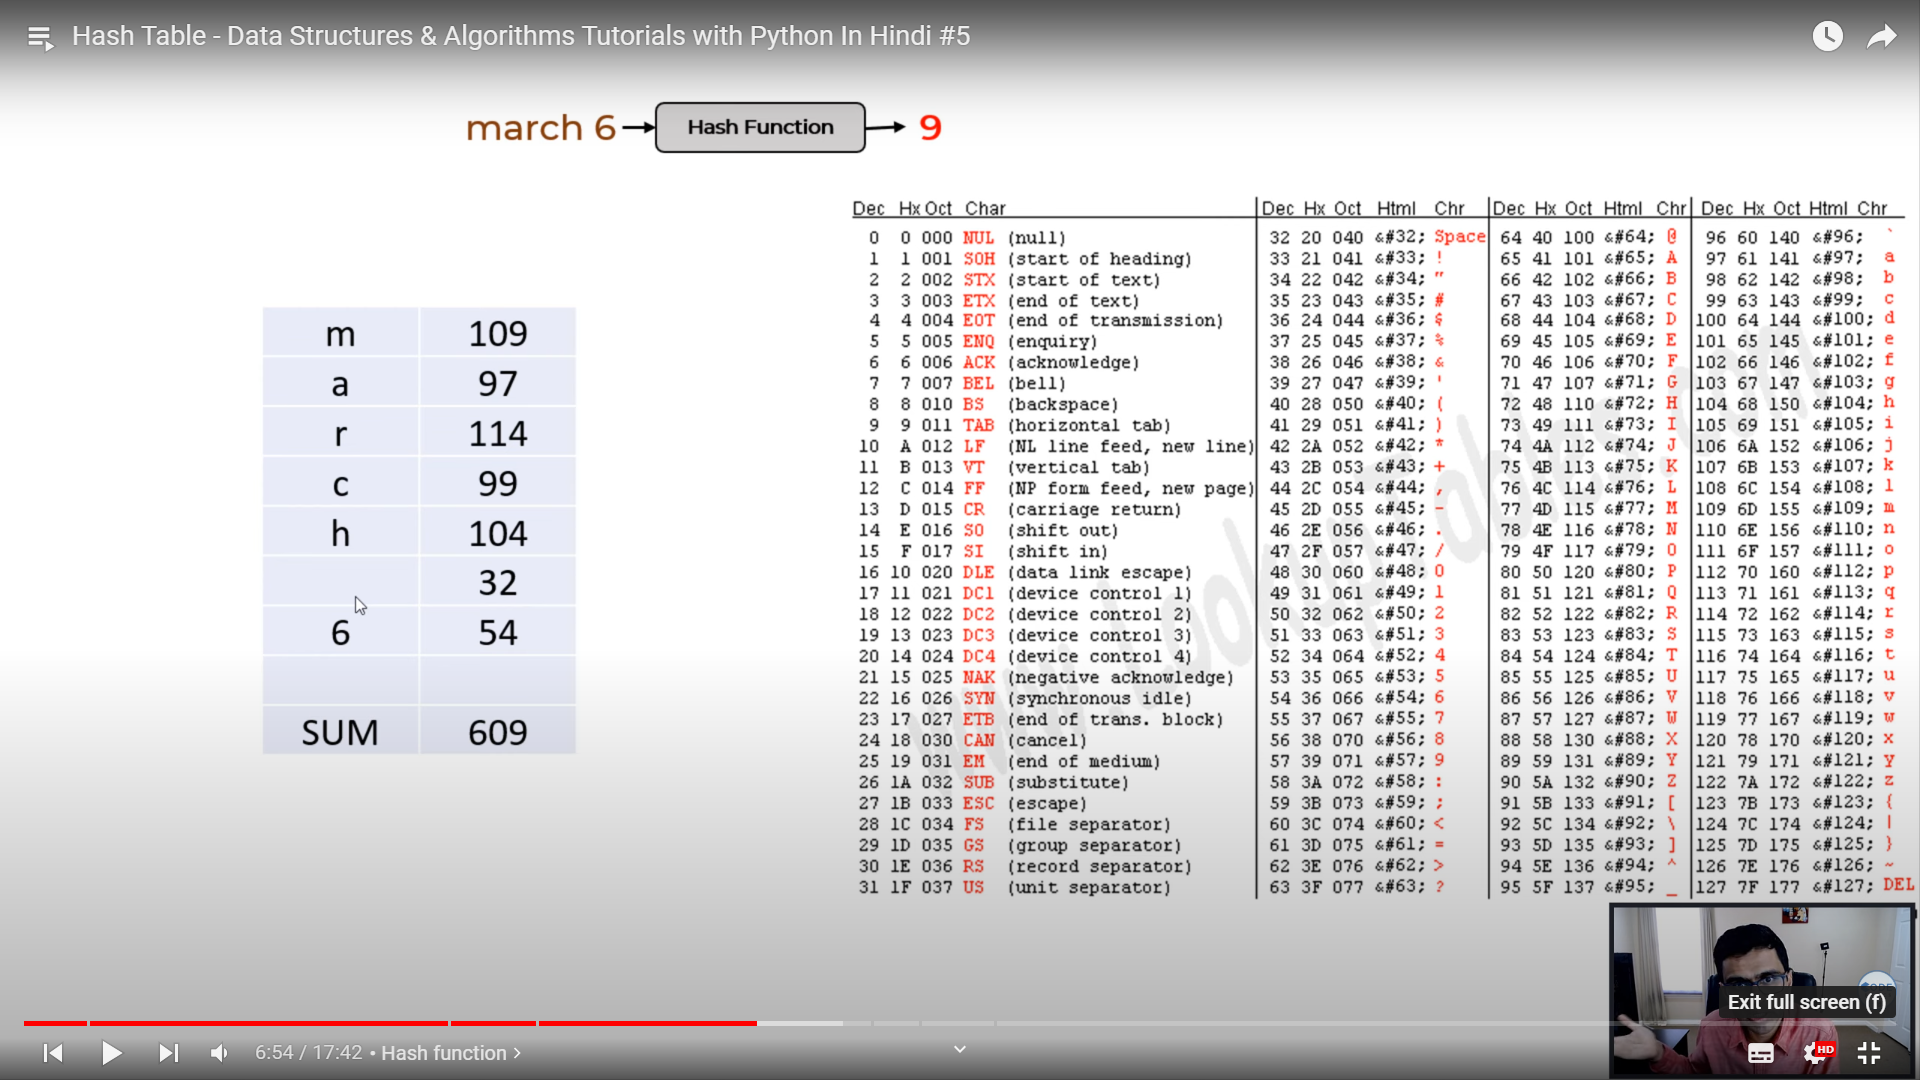 Hash Table - Data Structures & Algorithms Tutorials with Python In Hindi #5
march 6 Hash Function 9
m 109
a 97
r 114
c 99
h 104
32
6 54
SUM 609
Dec Hx Oct Char Dec Hx Oct Html Chr Dec Hx Oct Html Chr Dec Hx Oct Html Chr
0 0 000 NUL (null) 32 20 040 &#32; Space 64 40 100 &#64; @ 96 60 140 &#96; `
1 1 001 SOH (start of heading) 33 21 041 &#33; ! 65 41 101 &#65; A 97 61 141 &#97; a
2 2 002 STX (start of text) 34 22 042 &#34; " 66 42 102 &#66; B 98 62 142 &#98; b
3 3 003 ETX (end of text) 35 23 043 &#35; # 67 43 103 &#67; C 99 63 143 &#99; c
4 4 004 EOT (end of transmission) 36 24 044 &#36; $ 68 44 104 &#68; D 100 64 144 &#100; d
5 5 005 ENQ (enquiry) 37 25 045 &#37; % 69 45 105 &#69; E 101 65 145 &#101; e
6 6 006 ACK (acknowledge) 38 26 046 &#38; & 70 46 106 &#70; F 102 66 146 &#102; f
7 7 007 BEL (bell) 39 27 047 &#39; ' 71 47 107 &#71; G 103 67 147 &#103; g
8 8 010 BS (backspace) 40 28 050 &#40; ( 72 48 110 &#72; H 104 68 150 &#104; h
9 9 011 TAB (horizontal tab) 41 29 051 &#41; ) 73 49 111 &#73; I 105 69 151 &#105; i
10 A 012 LF (NL line feed, new line) 42 2A 052 &#42; * 74 4A 112 &#74; J 106 6A 152 &#106; j
11 B 013 VT (vertical tab) 43 2B 053 &#43; + 75 4B 113 &#75; K 107 6B 153 &#107; k
12 C 014 FF (NP form feed, new page) 44 2C 054 &#44; , 76 4C 114 &#76; L 108 6C 154 &#108; l
13 D 015 CR (carriage return) 45 2D 055 &#45; - 77 4D 115 &#77; M 109 6D 155 &#109; m
14 E 016 SO (shift out) 46 2E 056 &#46; . 78 4E 116 &#78; N 110 6E 156 &#110; n
15 F 017 SI (shift in) 47 2F 057 &#47; / 79 4F 117 &#79; O 111 6F 157 &#111; o
16 10 020 DLE (data link escape) 48 30 060 &#48; 0 80 50 120 &#80; P 112 70 160 &#112; p
17 11 021 DC1 (device control 1) 49 31 061 &#49; 1 81 51 121 &#81; Q 113 71 161 &#113; q
18 12 022 DC2 (device control 2) 50 32 062 &#50; 2 82 52 122 &#82; R 114 72 162 &#114; r
19 13 023 DC3 (device control 3) 51 33 063 &#51; 3 83 53 123 &#83; S 115 73 163 &#115; s
20 14 024 DC4 (device control 4) 52 34 064 &#52; 4 84 54 124 &#84; T 116 74 164 &#116; t
21 15 025 NAK (negative acknowledge) 53 35 065 &#53; 5 85 55 125 &#85; U 117 75 165 &#117; u
22 16 026 SYN (synchronous idle) 54 36 066 &#54; 6 86 56 126 &#86; V 118 76 166 &#118; v
23 17 027 ETB (end of trans. block) 55 37 067 &#55; 7 87 57 127 &#87; W 119 77 167 &#119; w
24 18 030 CAN (cancel) 56 38 070 &#56; 8 88 58 130 &#88; X 120 78 170 &#120; x
25 19 031 EM (end of medium) 57 39 071 &#57; 9 89 59 131 &#89; Y 121 79 171 &#121; y
26 1A 032 SUB (substitute) 58 3A 072 &#58; : 90 5A 132 &#90; Z 122 7A 172 &#122; z
27 1B 033 ESC (escape) 59 3B 073 &#59; ; 91 5B 133 &#91; [ 123 7B 173 &#123; {
28 1C 034 FS (file separator) 60 3C 074 &#60; < 92 5C 134 &#92; \ 124 7C 174 &#124; |
29 1D 035 GS (group separator) 61 3D 075 &#61; = 93 5D 135 &#93; ] 125 7D 175 &#125; }
30 1E 036 RS (record separator) 62 3E 076 &#62; > 94 5E 136 &#94; ^ 126 7E 176 &#126; ~
31 1F 037 US (unit separator) 63 3F 077 &#63; ? 95 5F 137 &#95; _ 127 7F 177 &#127; DEL
www.LookupTables.com
Exit full screen (f)
6:54 / 17:42 • Hash function
HD